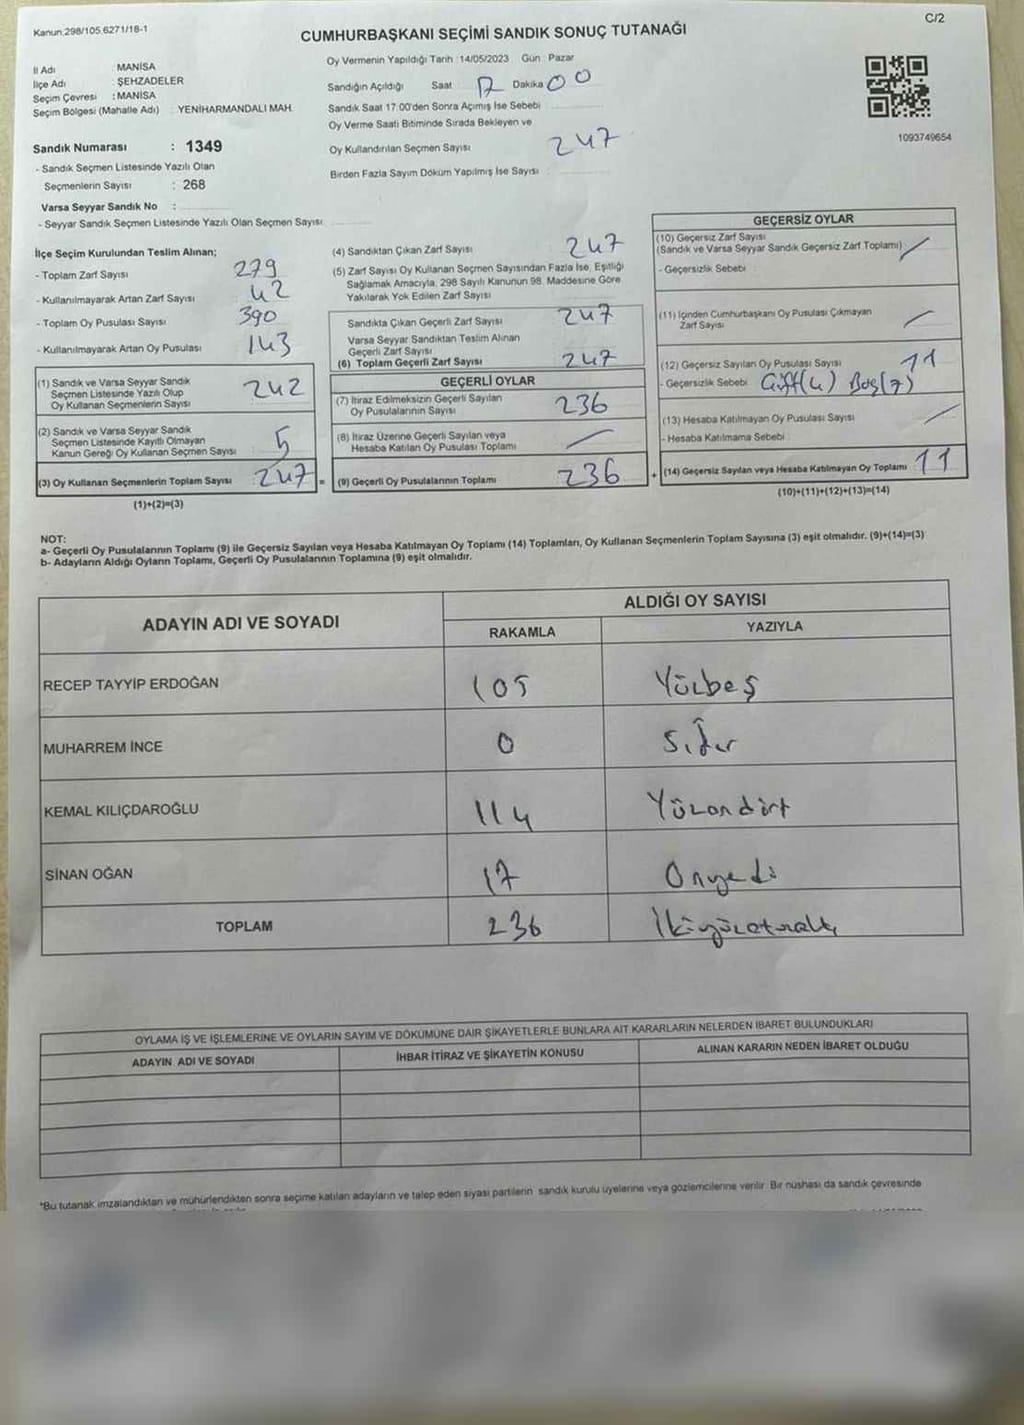 Kanun:298/105,6271/18-1
C/2
CUMHURBAŞKANI SEÇİMİ SANDIK SONUÇ TUTANAĞI
İl Adı : MANİSA
İlçe Adı : ŞEHZADELER
Seçim Çevresi : MANİSA
Seçim Bölgesi (Mahalle Adı) : YENİHARMANDALI MAH.
Sandık Numarası : 1349
- Sandık Seçmen Listesinde Yazılı Olan
Seçmenlerin Sayısı : 268
Varsa Seyyar Sandık No :
- Seyyar Sandık Seçmen Listesinde Yazılı Olan Seçmen Sayısı
Oy Vermenin Yapıldığı Tarih :14/05/2023 Gün : Pazar
Sandığın Açıldığı Saat 17 Dakika 00
Sandık Saat 17:00'den Sonra Açımış İse Sebebi
Oy Verme Saati Bitiminde Sırada Bekleyen ve
Oy Kullandırılan Seçmen Sayısı 247
Birden Fazla Sayım Döküm Yapılmış İse Sayısı :
1093749654
İlçe Seçim Kurulundan Teslim Alınan;
- Toplam Zarf Sayısı 279
- Kullanılmayarak Artan Zarf Sayısı 42
- Toplam Oy Pusulası Sayısı 390
- Kullanılmayarak Artan Oy Pusulası 143
(1) Sandık ve Varsa Seyyar Sandık
Seçmen Listesinde Yazılı Olup
Oy Kullanan Seçmenlerin Sayısı 242
(2) Sandık ve Varsa Seyyar Sandık
Seçmen Listesinde Kayıtlı Olmayan
Kanun Gereği Oy Kullanan Seçmen Sayısı 5
(3) Oy Kullanan Seçmenlerin Toplam Sayısı 247 =
(1)+(2)=(3)
(4) Sandıktan Çıkan Zarf Sayısı 247
(5) Zarf Sayısı Oy Kullanan Seçmen Sayısından Fazla İse, Eşitliği
Sağlamak Amacıyla, 298 Sayılı Kanunun 98. Maddesine Göre
Yakılarak Yok Edilen Zarf Sayısı
Sandıkta Çıkan Geçerli Zarf Sayısı 247
Varsa Seyyar Sandıktan Teslim Alınan
Geçerli Zarf Sayısı
(6) Toplam Geçerli Zarf Sayısı 247
GEÇERLİ OYLAR
(7) İtiraz Edilmeksizin Geçerli Sayılan
Oy Pusulalarının Sayısı 236
(8) İtiraz Üzerine Geçerli Sayılan veya
Hesaba Katılan Oy Pusulası Toplamı —
(9) Geçerli Oy Pusulalarının Toplamı 236 +
GEÇERSİZ OYLAR
(10) Geçersiz Zarf Sayısı
(Sandık ve Varsa Seyyar Sandık Geçersiz Zarf Toplamı) —
- Geçersizlik Sebebi
(11) İçinden Cumhurbaşkanı Oy Pusulası Çıkmayan
Zarf Sayısı —
(12) Geçersiz Sayılan Oy Pusulası Sayısı 11
- Geçersizlik Sebebi Çift(4) Boş(7)
(13) Hesaba Katılmayan Oy Pusulası Sayısı —
- Hesaba Katılmama Sebebi :
(14) Geçersiz Sayılan veya Hesaba Katılmayan Oy Toplamı 11
(10)+(11)+(12)+(13)=(14)
NOT:
a- Geçerli Oy Pusulalarının Toplamı (9) ile Geçersiz Sayılan veya Hesaba Katılmayan Oy Toplamı (14) Toplamları, Oy Kullanan Seçmenlerin Toplam Sayısına (3) eşit olmalıdır. (9)+(14)=(3)
b- Adayların Aldığı Oyların Toplamı, Geçerli Oy Pusulalarının Toplamına (9) eşit olmalıdır.
ADAYIN ADI VE SOYADI
ALDIĞI OY SAYISI
RAKAMLA YAZIYLA
RECEP TAYYİP ERDOĞAN 105 Yüzbeş
MUHARREM İNCE 0 Sıfır
KEMAL KILIÇDAROĞLU 114 Yüzondört
SİNAN OĞAN 17 Onyedi
TOPLAM 236 İkiyüzotuzaltı
OYLAMA İŞ VE İŞLEMLERİNE VE OYLARIN SAYIM VE DÖKÜMÜNE DAİR ŞİKAYETLERLE BUNLARA AİT KARARLARIN NELERDEN İBARET BULUNDUKLARI
ADAYIN ADI VE SOYADI İHBAR İTİRAZ VE ŞİKAYETİN KONUSU ALINAN KARARIN NEDEN İBARET OLDUĞU
*Bu tutanak imzalandıktan ve mühürlendikten sonra seçime katılan adayların ve talep eden siyasi partilerin sandık kurulu üyelerine veya gözlemcilerine verilir. Bir nüshası da sandık çevresinde